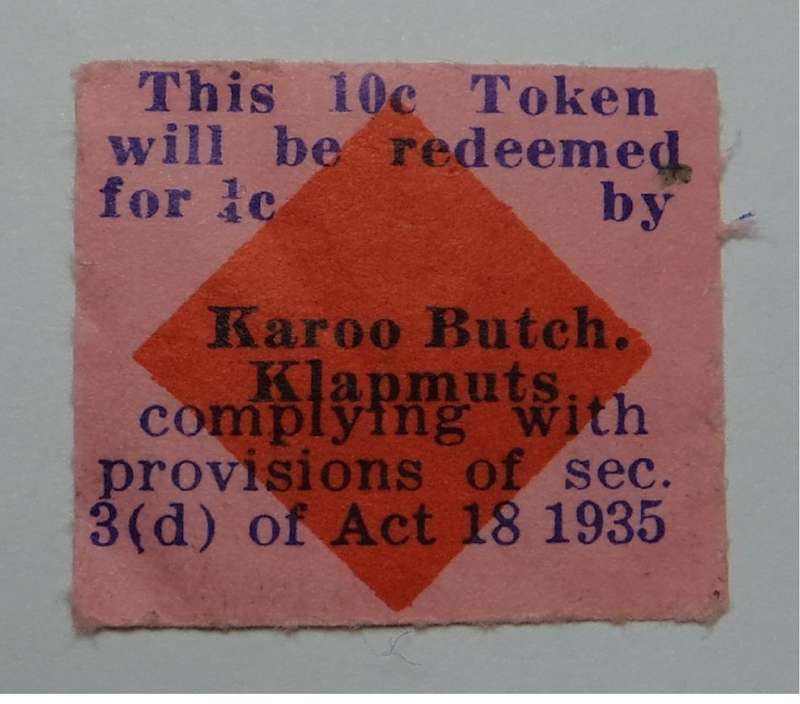 This 10c Token
will be redeemed
for ¼c by
Karoo Butch.
Klapmuts
complying with
provisions of sec.
3(d) of Act 18 1935